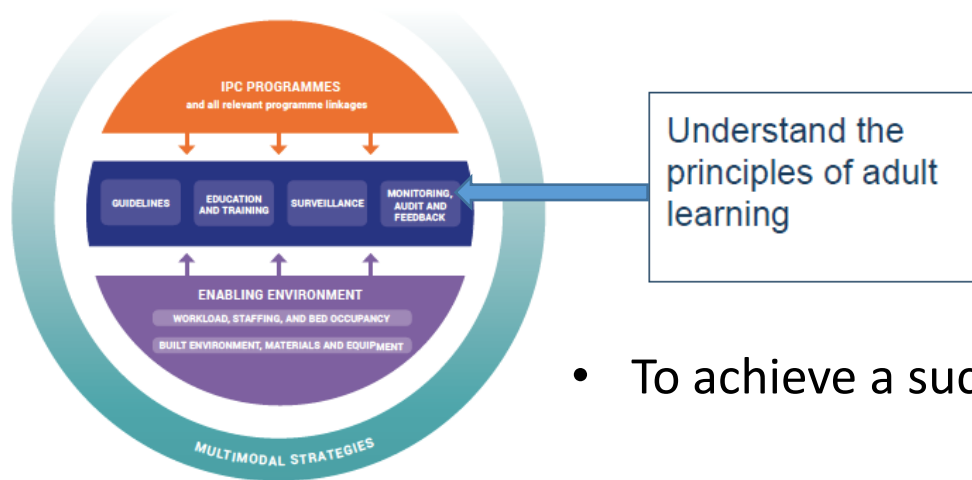 IPC PROGRAMMES
and all relevant programme linkages
GUIDELINES
EDUCATION
AND TRAINING
SURVEILLANCE
MONITORING,
AUDIT AND
FEEDBACK
ENABLING ENVIRONMENT
WORKLOAD, STAFFING, AND BED OCCUPANCY
BUILT ENVIRONMENT, MATERIALS AND EQUIPMENT
MULTIMODAL STRATEGIES
Understand the
principles of adult
learning
• To achieve a suc